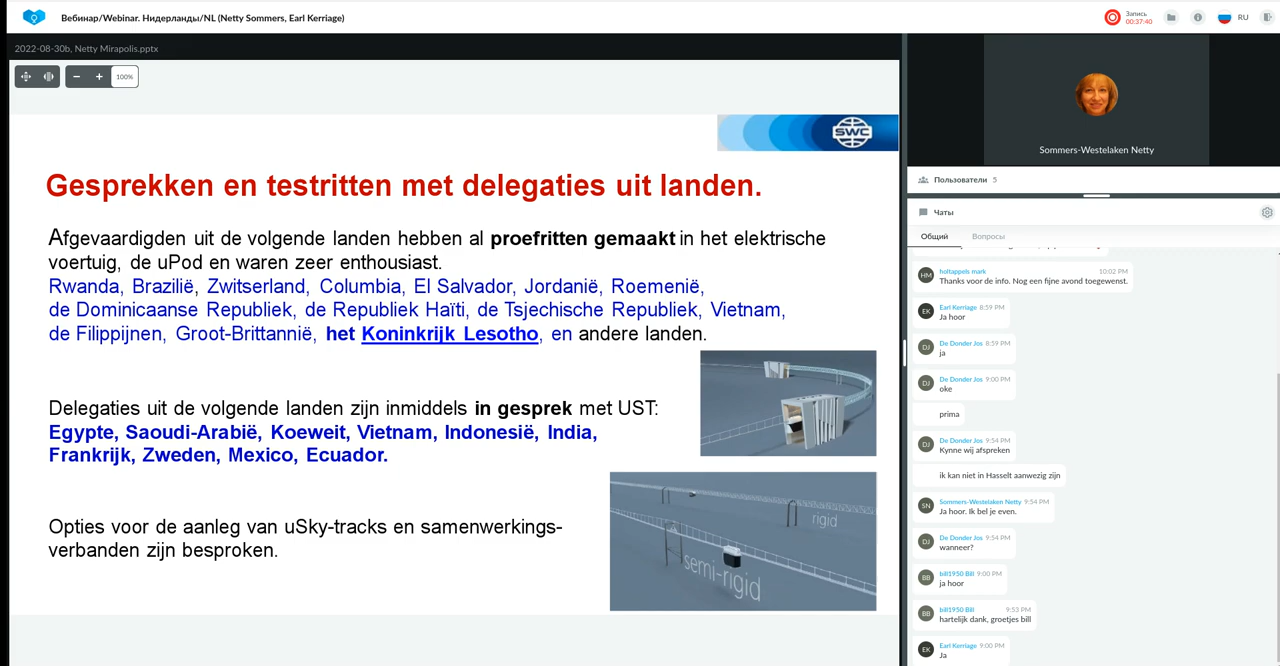 Вебинар/Webinar. Нидерланды/NL (Netty Sommers, Earl Kerriage)
Запись
00:37:40
RU
2022-08-30b, Netty Mirapolis.pptx
100%
SWC
Gesprekken en testritten met delegaties uit landen.
Afgevaardigden uit de volgende landen hebben al proefritten gemaakt in het elektrische
voertuig, de uPod en waren zeer enthousiast.
Rwanda, Brazilië, Zwitserland, Columbia, El Salvador, Jordanië, Roemenië,
de Dominicaanse Republiek, de Republiek Haïti, de Tsjechische Republiek, Vietnam,
de Filippijnen, Groot-Brittannië, het Koninkrijk Lesotho, en andere landen.
Delegaties uit de volgende landen zijn inmiddels in gesprek met UST:
Egypte, Saoudi-Arabië, Koeweit, Vietnam, Indonesië, India,
Frankrijk, Zweden, Mexico, Ecuador.
Opties voor de aanleg van uSky-tracks en samenwerkings-
verbanden zijn besproken.
rigid
semi-rigid
Sommers-Westelaken Netty
Пользователи 5
Чаты
Общий Вопросы
HM holtappels mark 10:02 PM
Thanks voor de info. Nog een fijne avond toegewenst.
EK Earl Kerriage 8:59 PM
Ja hoor
DJ De Donder Jos 8:59 PM
ja
DJ De Donder Jos 9:00 PM
oke
prima
DJ De Donder Jos 9:54 PM
Kynne wij afspreken
ik kan niet in Hasselt aanwezig zijn
SN Sommers-Westelaken Netty 9:54 PM
Ja hoor. Ik bel je even.
DJ De Donder Jos 9:54 PM
wanneer?
BB bill1950 Bill 9:00 PM
ja hoor
BB bill1950 Bill 9:53 PM
hartelijk dank, groetjes bill
EK Earl Kerriage 9:00 PM
Ja